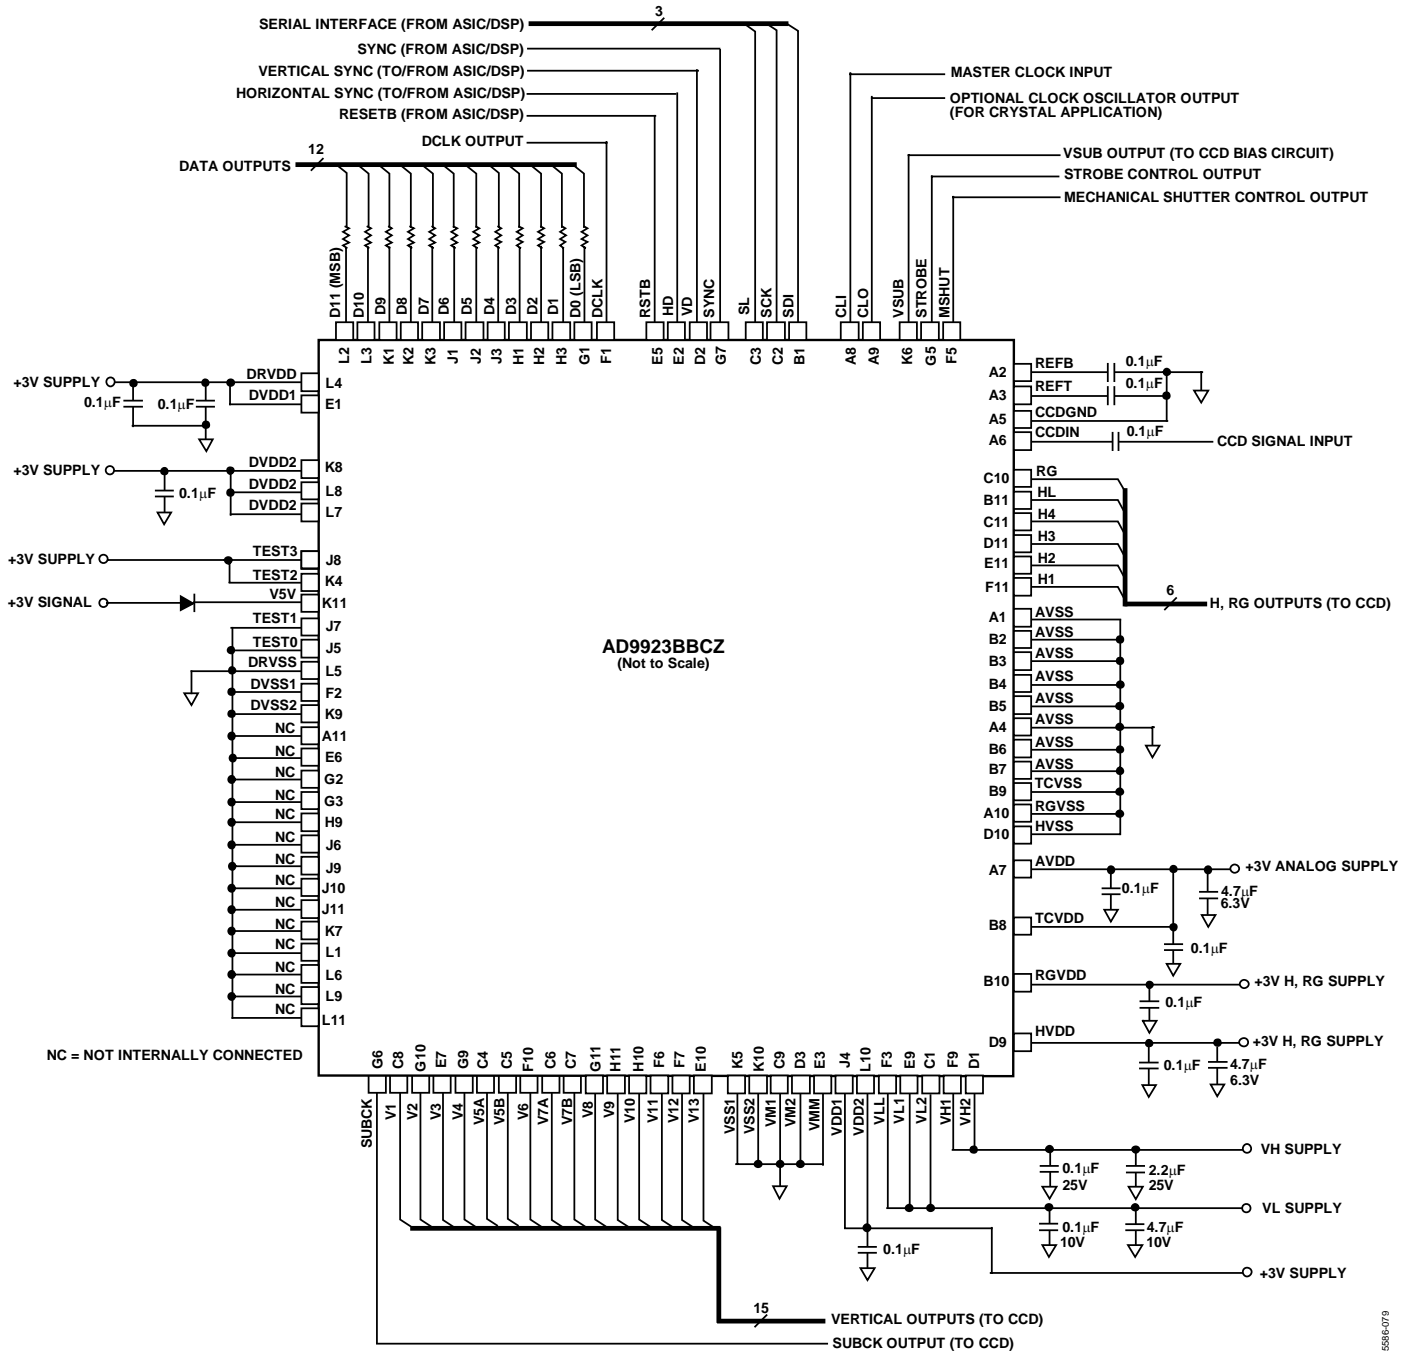 3
SERIAL INTERFACE (FROM ASIC/DSP)
SYNC (FROM ASIC/DSP)
VERTICAL SYNC (TO/FROM ASIC/DSP)
HORIZONTAL SYNC (TO/FROM ASIC/DSP)
RESETB (FROM ASIC/DSP)
DCLK OUTPUT
12
DATA OUTPUTS
MASTER CLOCK INPUT
OPTIONAL CLOCK OSCILLATOR OUTPUT
(FOR CRYSTAL APPLICATION)
VSUB OUTPUT (TO CCD BIAS CIRCUIT)
STROBE CONTROL OUTPUT
MECHANICAL SHUTTER CONTROL OUTPUT
D11 (MSB)
D10
D9
D8
D7
D6
D5
D4
D3
D2
D1
D0 (LSB)
DCLK
RSTB
HD
VD
SYNC
SL
SCK
SDI
CLI
CLO
VSUB
STROBE
MSHUT
L2
L3
K1
K2
K3
J1
J2
J3
H1
H2
H3
G1
F1
E5
E2
D2
G7
C3
C2
B1
A8
A9
K6
G5
F5
+3V SUPPLY
0.1µF
0.1µF
DRVDD
L4
DVDD1
E1
+3V SUPPLY
0.1µF
DVDD2
K8
DVDD2
L8
DVDD2
L7
+3V SUPPLY
TEST3
J8
TEST2
K4
+3V SIGNAL
V5V
K11
TEST1
J7
TEST0
J5
DRVSS
L5
DVSS1
F2
DVSS2
K9
NC
A11
NC
E6
NC
G2
NC
G3
NC
H9
NC
J6
NC
J9
NC
J10
NC
J11
NC
K7
NC
L1
NC
L6
NC
L9
NC
L11
NC = NOT INTERNALLY CONNECTED
AD9923BBCZ
(Not to Scale)
A2
REFB
0.1µF
A3
REFT
0.1µF
A5
CCDGND
A6
CCDIN
0.1µF
CCD SIGNAL INPUT
C10
RG
B11
HL
C11
H4
D11
H3
E11
H2
F11
H1
6
H, RG OUTPUTS (TO CCD)
A1
AVSS
B2
AVSS
B3
AVSS
B4
AVSS
B5
AVSS
A4
AVSS
B6
AVSS
B7
AVSS
B9
TCVSS
A10
RGVSS
D10
HVSS
A7
AVDD
+3V ANALOG SUPPLY
0.1µF
4.7µF
6.3V
B8
TCVDD
0.1µF
B10
RGVDD
+3V H, RG SUPPLY
0.1µF
D9
HVDD
+3V H, RG SUPPLY
0.1µF
4.7µF
6.3V
G6
C8
G10
E7
G9
C4
C5
F10
C6
C7
G11
H11
H10
F6
F7
E10
K5
K10
C9
D3
E3
J4
L10
F3
E9
C1
F9
D1
SUBCK
V1
V2
V3
V4
V5A
V5B
V6
V7A
V7B
V8
V9
V10
V11
V12
V13
VSS1
VSS2
VM1
VM2
VMM
VDD1
VDD2
VLL
VL1
VL2
VH1
VH2
VH SUPPLY
0.1µF
25V
2.2µF
25V
VL SUPPLY
0.1µF
10V
4.7µF
10V
0.1µF
+3V SUPPLY
15
VERTICAL OUTPUTS (TO CCD)
SUBCK OUTPUT (TO CCD)
5586-079